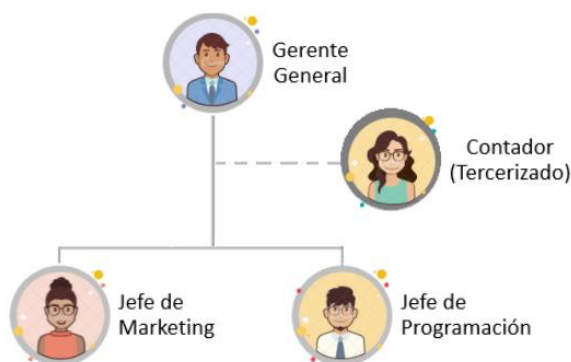 Gerente
General
Contador
(Tercerizado)
Jefe de
Marketing
Jefe de
Programación